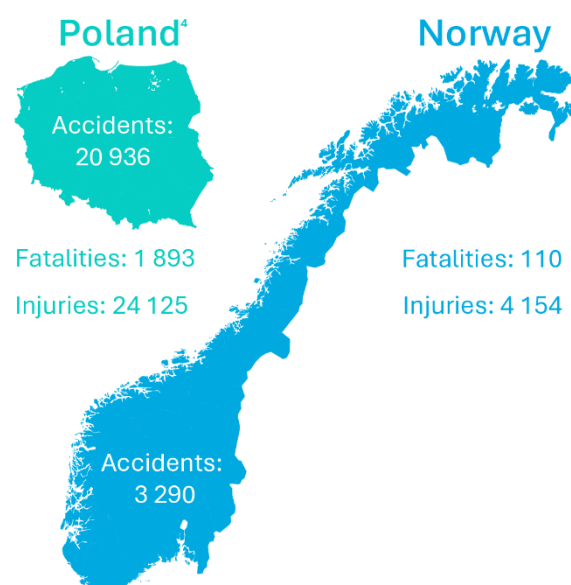 Poland⁴
Accidents:
20 936
Fatalities: 1 893
Injuries: 24 125
Norway
Fatalities: 110
Injuries: 4 154
Accidents:
3 290